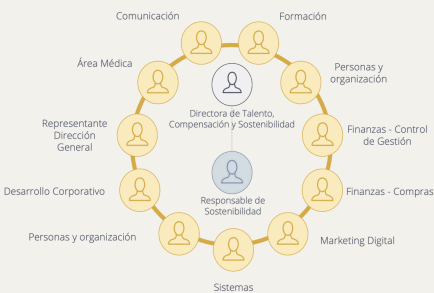 Comunicación
Formación
Área Médica
Personas y
organización
Directora de Talento,
Compensación y Sostenibilidad
Representante
Dirección
General
Finanzas - Control
de Gestión
Desarrollo Corporativo
Responsable de
Sostenibilidad
Finanzas - Compras
Personas y organización
Marketing Digital
Sistemas